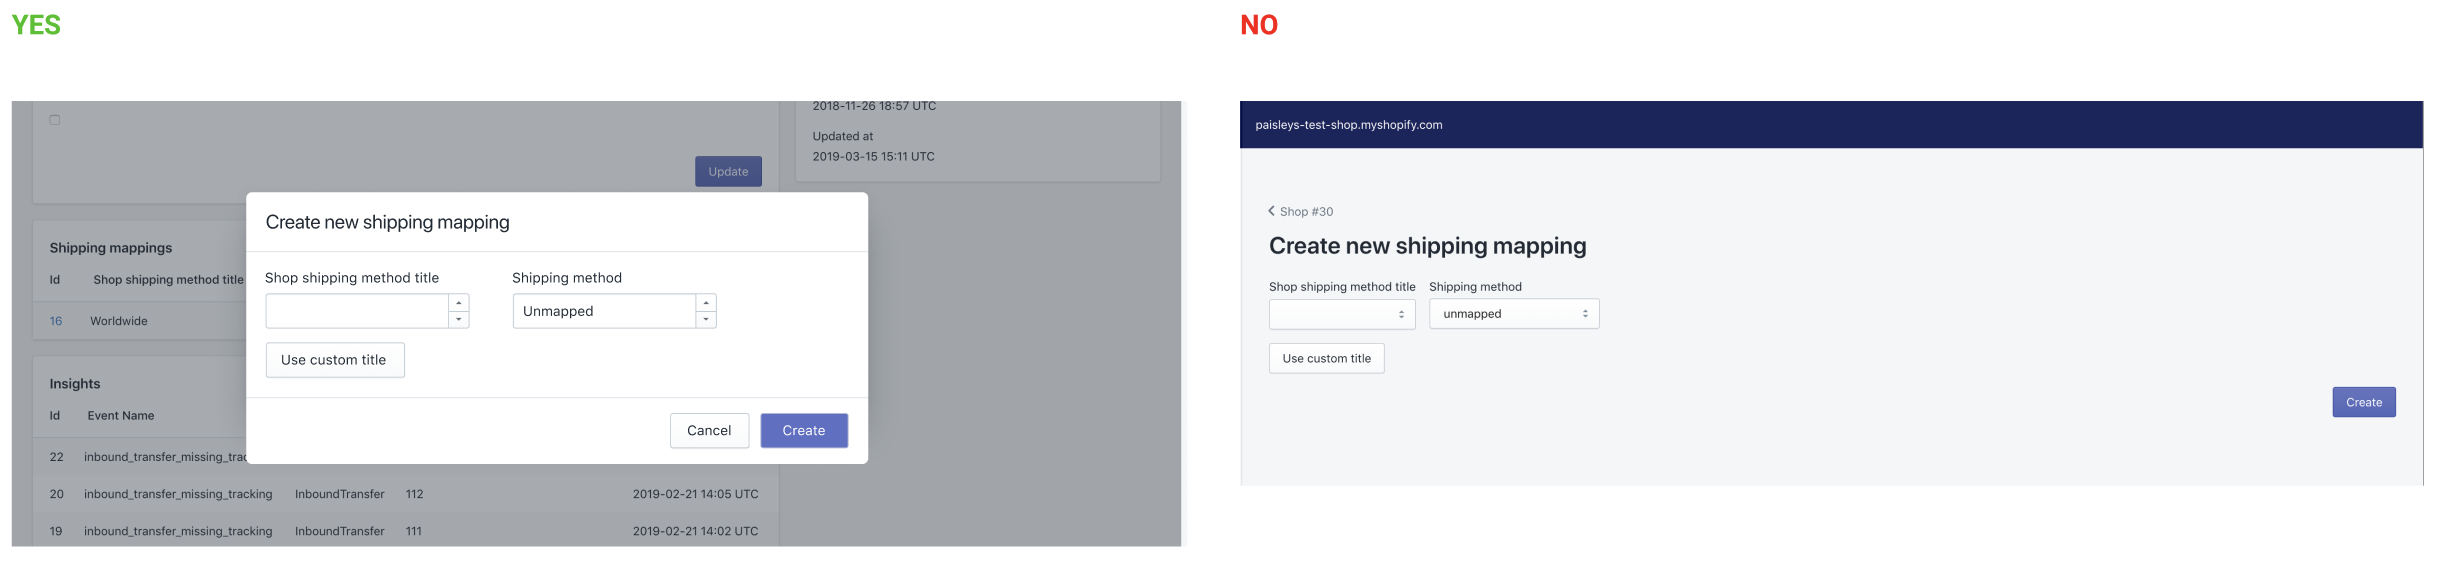 YES
2018-11-26 18:57 UTC
Updated at
2019-03-15 15:11 UTC
Update
Create new shipping mapping
Shipping mappings
Id Shop shipping method title
16 Worldwide
Shop shipping method title Shipping method
Unmapped
Use custom title
Cancel Create
Insights
Id Event Name
22 inbound_transfer_missing_trac
20 inbound_transfer_missing_tracking InboundTransfer 112 2019-02-21 14:05 UTC
19 inbound_transfer_missing_tracking InboundTransfer 111 2019-02-21 14:02 UTC
NO
paisleys-test-shop.myshopify.com
Shop #30
Create new shipping mapping
Shop shipping method title Shipping method
unmapped
Use custom title
Create